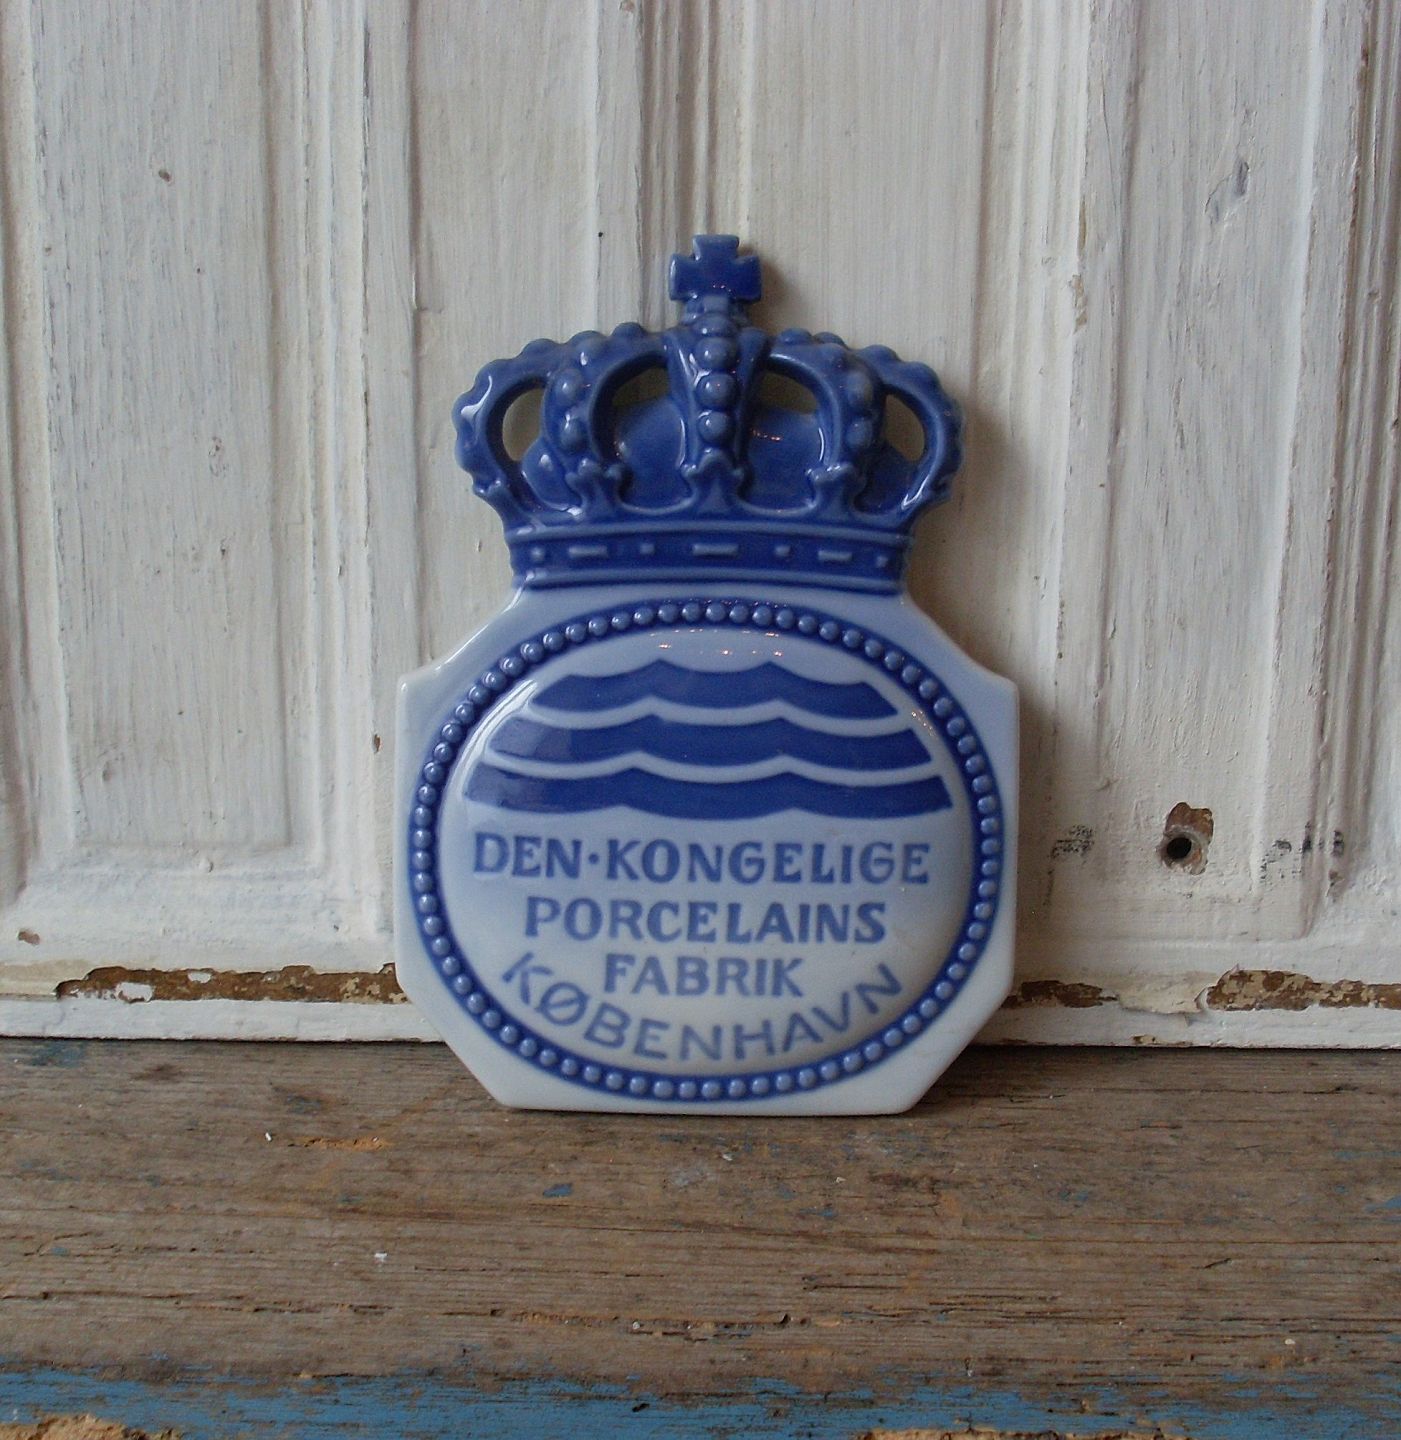 DEN·KONGELIGE
PORCELAINS
FABRIK
KØBENHAVN